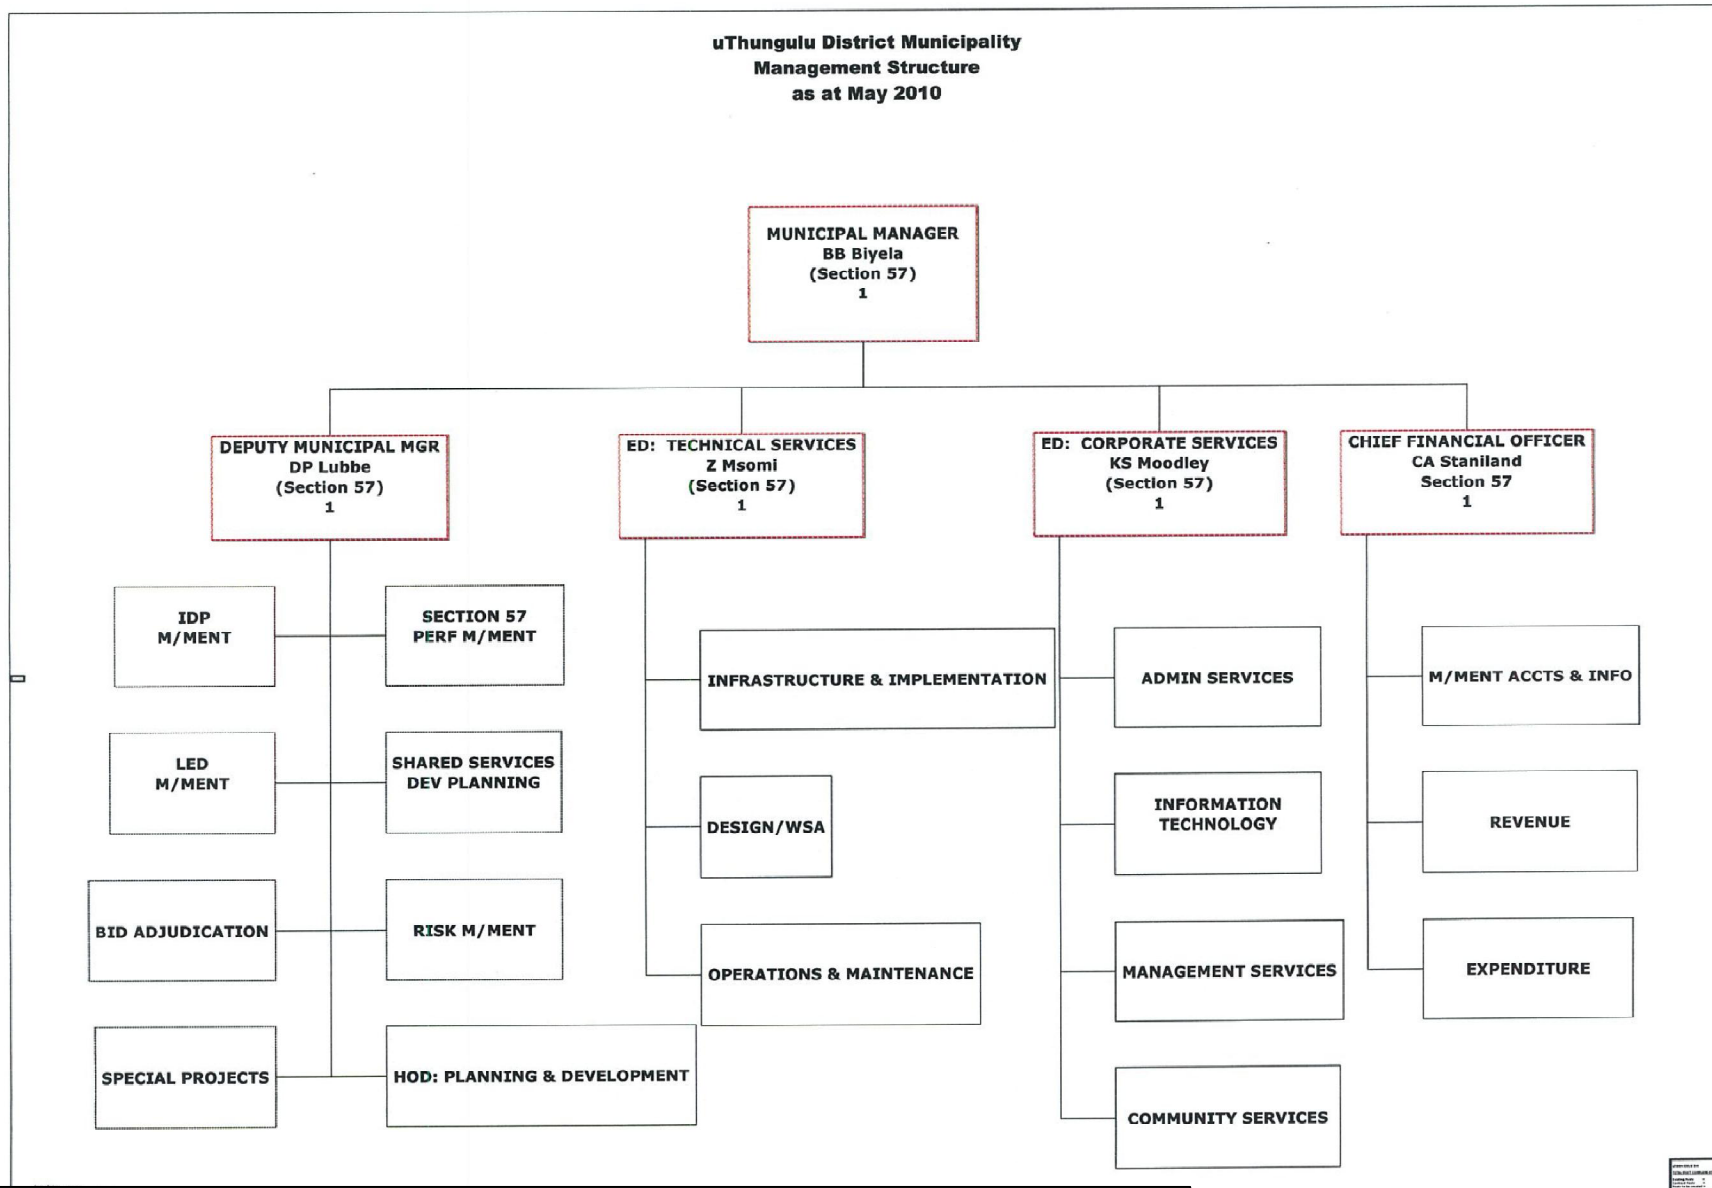 uThungulu District Municipality
Management Structure
as at May 2010
MUNICIPAL MANAGER
BB Biyela
(Section 57)
1
DEPUTY MUNICIPAL MGR
DP Lubbe
(Section 57)
1
ED: TECHNICAL SERVICES
Z Msomi
(Section 57)
1
ED: CORPORATE SERVICES
KS Moodley
(Section 57)
1
CHIEF FINANCIAL OFFICER
CA Staniland
Section 57
1
IDP
M/MENT
SECTION 57
PERF M/MENT
LED
M/MENT
SHARED SERVICES
DEV PLANNING
BID ADJUDICATION
RISK M/MENT
SPECIAL PROJECTS
HOD: PLANNING & DEVELOPMENT
INFRASTRUCTURE & IMPLEMENTATION
DESIGN/WSA
OPERATIONS & MAINTENANCE
ADMIN SERVICES
INFORMATION
TECHNOLOGY
MANAGEMENT SERVICES
COMMUNITY SERVICES
M/MENT ACCTS & INFO
REVENUE
EXPENDITURE